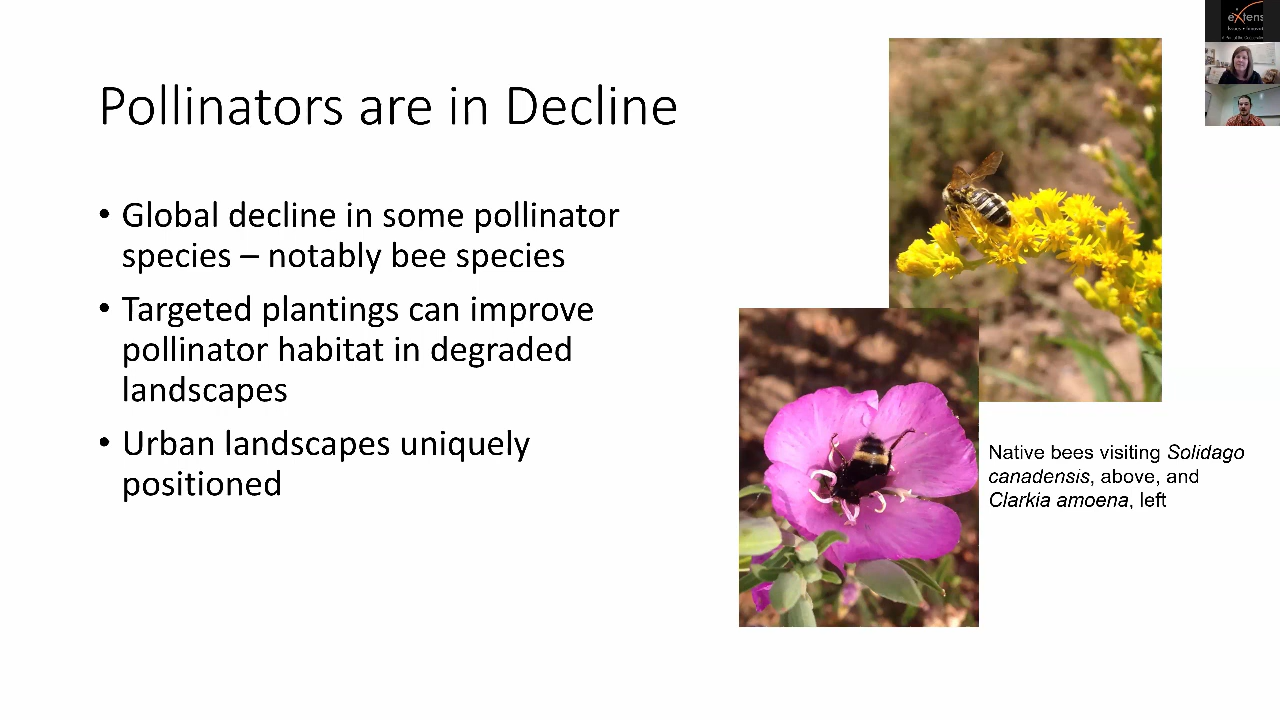 Pollinators are in Decline
• Global decline in some pollinator
species – notably bee species
• Targeted plantings can improve
pollinator habitat in degraded
landscapes
• Urban landscapes uniquely
positioned
Native bees visiting Solidago
canadensis, above, and
Clarkia amoena, left
eXtens